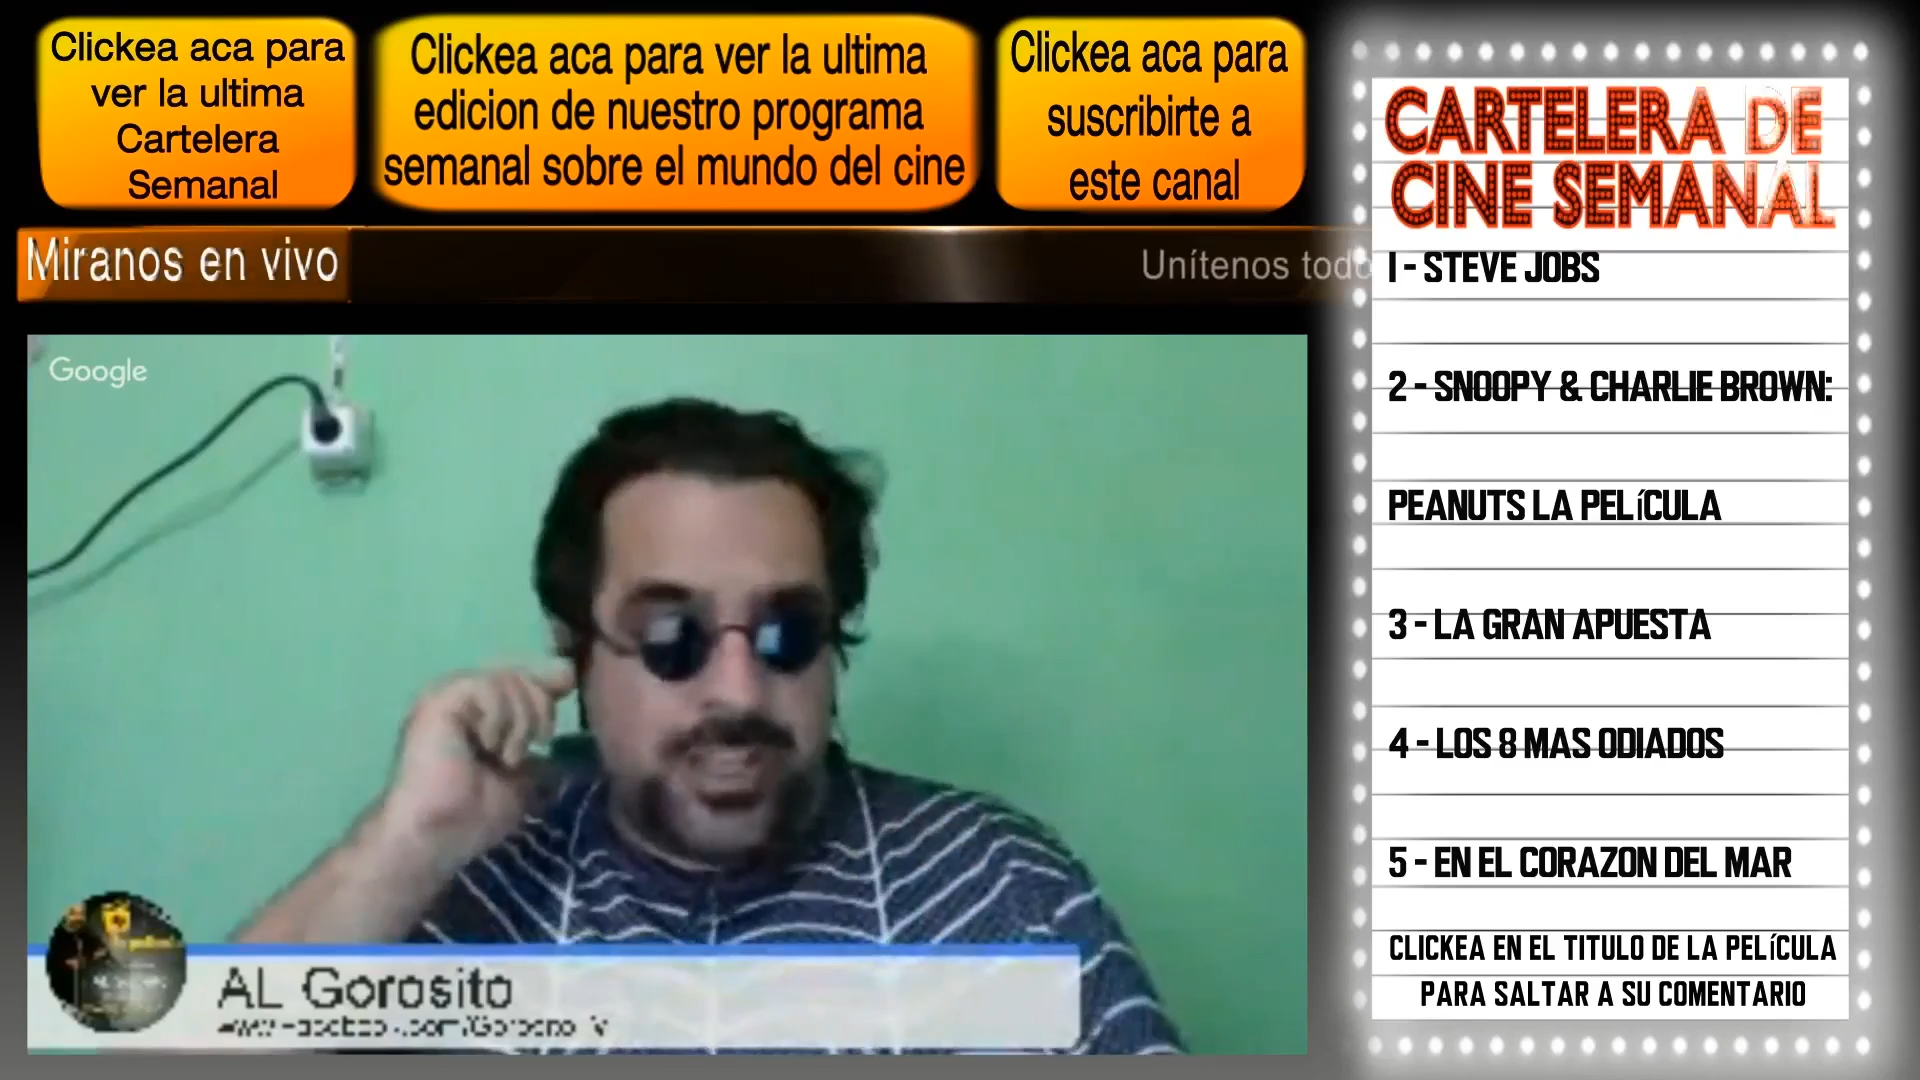 Clickea aca para
ver la ultima
Cartelera
Semanal
Clickea aca para ver la ultima
edicion de nuestro programa
semanal sobre el mundo del cine
Clickea aca para
suscribirte a
este canal
Miranos en vivo
Unítenos todo
Google
AL Gorosito
CARTELERA DE
CINE SEMANAL
1 - STEVE JOBS
2 - SNOOPY & CHARLIE BROWN:
PEANUTS LA PELíCULA
3 - LA GRAN APUESTA
4 - LOS 8 MAS ODIADOS
5 - EN EL CORAZON DEL MAR
CLICKEA EN EL TITULO DE LA PELíCULA
PARA SALTAR A SU COMENTARIO